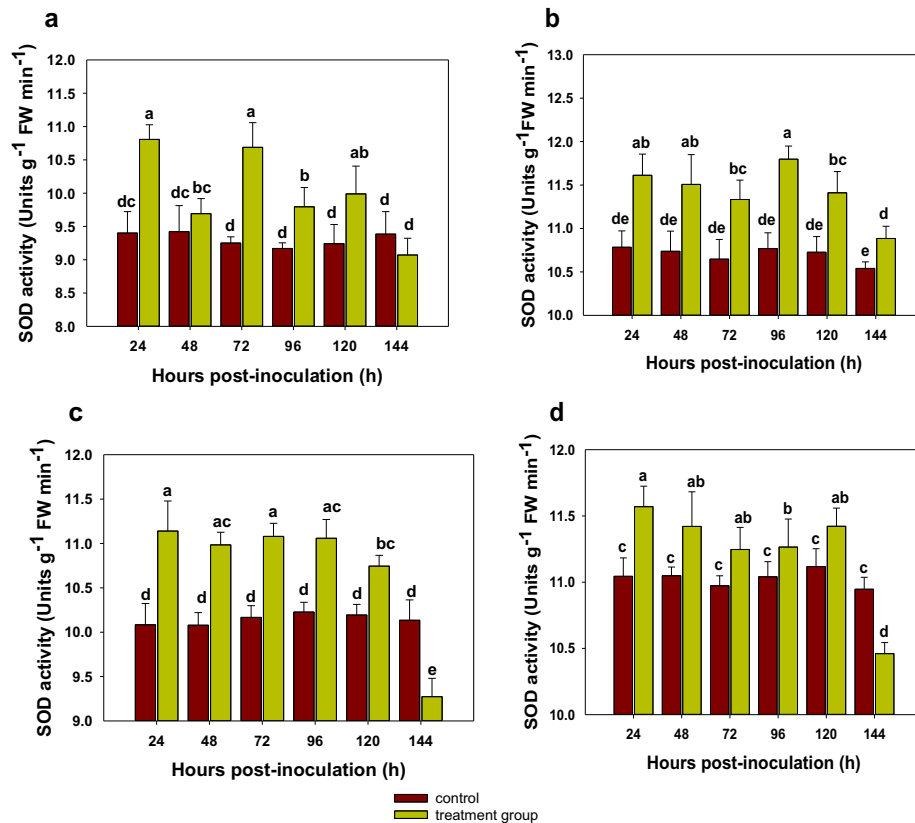 a
SOD activity (Units g⁻¹ FW min⁻¹)
12.0
11.5
11.0
10.5
10.0
9.5
9.0
8.5
8.0
dc a dc bc d a d b d ab d d
24 48 72 96 120 144
Hours post-inoculation (h)
b
SOD activity (Units g⁻¹FW min⁻¹)
13.0
12.5
12.0
11.5
11.0
10.5
10.0
de ab de ab de bc de a de bc e d
24 48 72 96 120 144
Hours post-inoculation (h)
c
SOD activity (Units g⁻¹ FW min⁻¹)
12.0
11.5
11.0
10.5
10.0
9.5
9.0
d a d ac d a d ac d bc d e
24 48 72 96 120 144
Hours post-inoculation (h)
d
SOD activity (Units g⁻¹ FW min⁻¹)
12.0
11.5
11.0
10.5
10.0
c a c ab c ab c b c ab c d
24 48 72 96 120 144
Hours post-inoculation (h)
control
treatment group